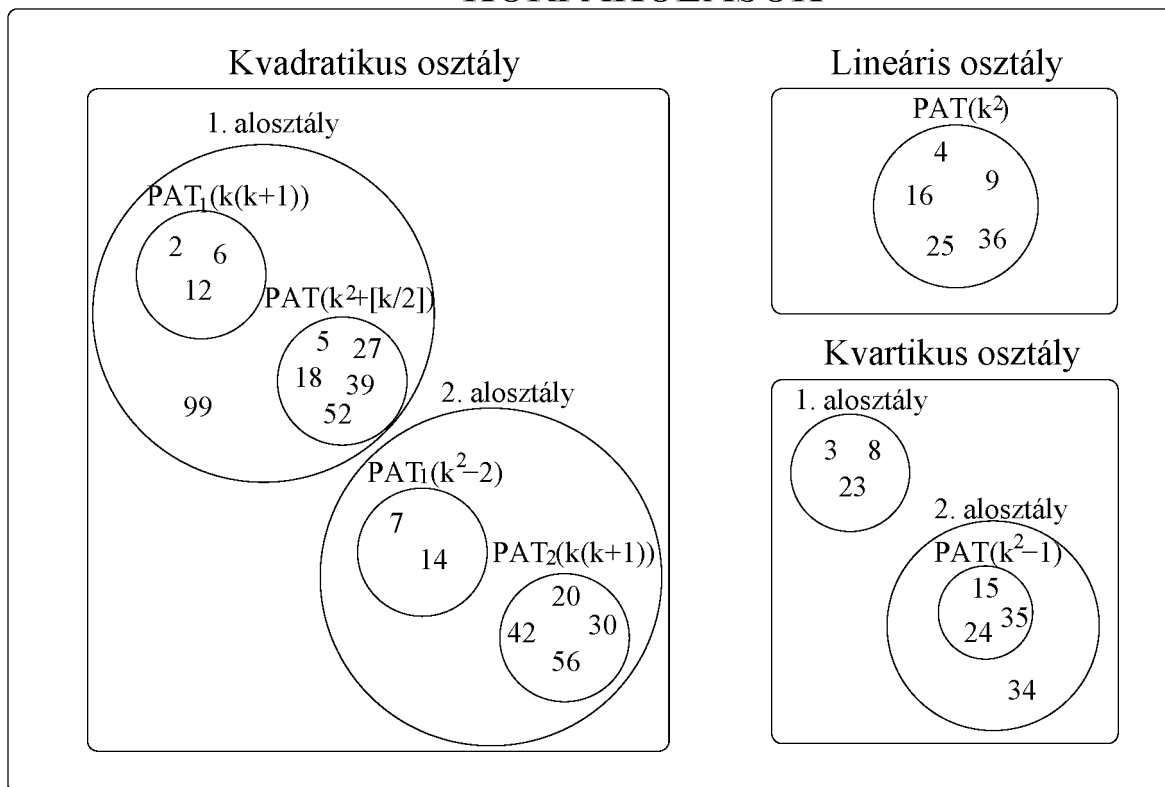 Kvadratikus osztály
1. alosztály
PAT₁(k(k+1))
2 6
12
PAT(k²+[k/2])
5 27
18 39
52
99
2. alosztály
PAT₁(k²−2)
7
14
PAT₂(k(k+1))
20
42 30
56
Lineáris osztály
PAT(k²)
4
16 9
25 36
Kvartikus osztály
1. alosztály
3 8
23
2. alosztály
PAT(k²−1)
15
24 35
34